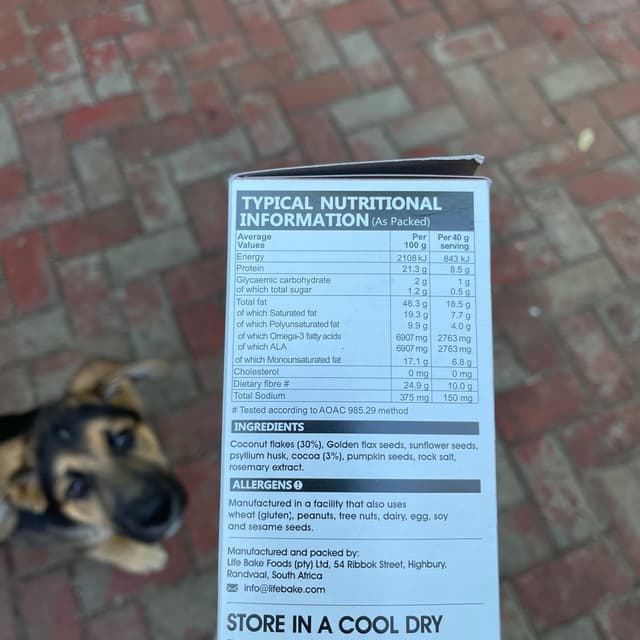 TYPICAL NUTRITIONAL
INFORMATION (As Packed)
Average Values Per 100 g Per 40 g serving
Energy 2108 kJ 843 kJ
Protein 21.3 g 8.5 g
Glycaemic carbohydrate 2 g 1 g
of which total sugar 1.2 g 0.5 g
Total fat 46.3 g 18.5 g
of which Saturated fat 19.3 g 7.7 g
of which Polyunsaturated fat 9.9 g 4.0 g
of which Omega-3 fatty acids 6907 mg 2763 mg
of which ALA 6907 mg 2763 mg
of which Monounsaturated fat 17.1 g 6.8 g
Cholesterol 0 mg 0 mg
Dietary fibre # 24.9 g 10.0 g
Total Sodium 375 mg 150 mg
# Tested according to AOAC 985.29 method
INGREDIENTS
Coconut flakes (30%), Golden flax seeds, sunflower seeds,
psyllium husk, cocoa (3%), pumpkin seeds, rock salt,
rosemary extract.
ALLERGENS
Manufactured in a facility that also uses
wheat (gluten), peanuts, tree nuts, dairy, egg, soy
and sesame seeds.
Manufactured and packed by:
Life Bake Foods (pty) Ltd, 54 Ribbok Street, Highbury,
Randvaal, South Africa
info@lifebake.com
STORE IN A COOL DRY